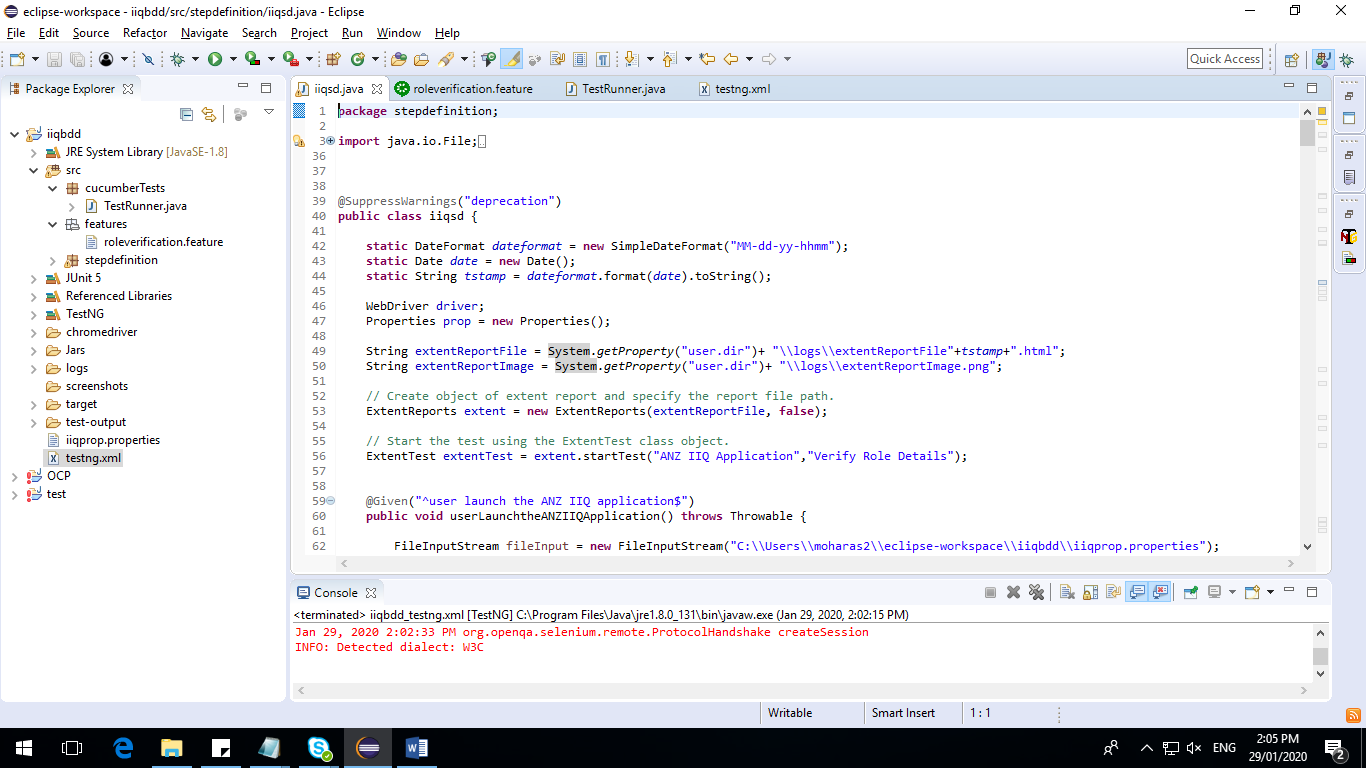 eclipse-workspace - iiqbdd/src/stepdefinition/iiqsd.java - Eclipse
File Edit Source Refactor Navigate Search Project Run Window Help
Quick Access
Package Explorer
iiqbdd
JRE System Library [JavaSE-1.8]
src
cucumberTests
TestRunner.java
features
roleverification.feature
stepdefinition
JUnit 5
Referenced Libraries
TestNG
chromedriver
Jars
logs
screenshots
target
test-output
iiqprop.properties
testng.xml
OCP
test
iiqsd.java roleverification.feature TestRunner.java testng.xml
1 package stepdefinition;
2
3 import java.io.File;
36
37
38
39 @SuppressWarnings("deprecation")
40 public class iiqsd {
41
42 static DateFormat dateformat = new SimpleDateFormat("MM-dd-yy-hhmm");
43 static Date date = new Date();
44 static String tstamp = dateformat.format(date).toString();
45
46 WebDriver driver;
47 Properties prop = new Properties();
48
49 String extentReportFile = System.getProperty("user.dir")+ "\\logs\\extentReportFile"+tstamp+".html";
50 String extentReportImage = System.getProperty("user.dir")+ "\\logs\\extentReportImage.png";
51
52 // Create object of extent report and specify the report file path.
53 ExtentReports extent = new ExtentReports(extentReportFile, false);
54
55 // Start the test using the ExtentTest class object.
56 ExtentTest extentTest = extent.startTest("ANZ IIQ Application","Verify Role Details");
57
58
59 @Given("^user launch the ANZ IIQ application$")
60 public void userLaunchtheANZIIQApplication() throws Throwable {
61
62 FileInputStream fileInput = new FileInputStream("C:\\Users\\moharas2\\eclipse-workspace\\iiqbdd\\iiqprop.properties");
Console
<terminated> iiqbdd_testng.xml [TestNG] C:\Program Files\Java\jre1.8.0_131\bin\javaw.exe (Jan 29, 2020, 2:02:15 PM)
Jan 29, 2020 2:02:33 PM org.openqa.selenium.remote.ProtocolHandshake createSession
INFO: Detected dialect: W3C
Writable Smart Insert 1 : 1
ENG
2:05 PM
29/01/2020
2